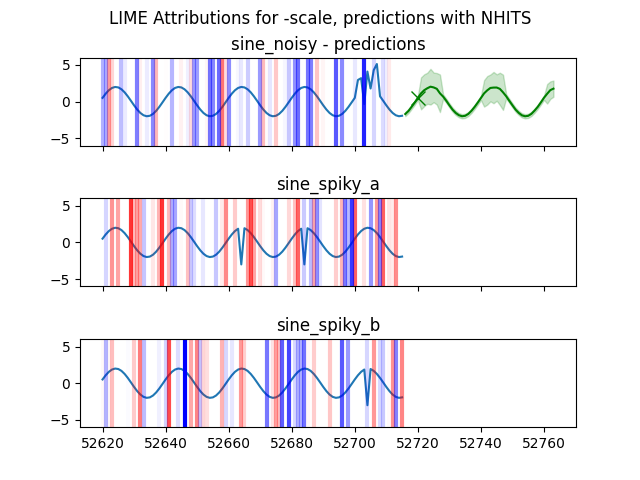 LIME Attributions for -scale, predictions with NHITS
sine_noisy - predictions
5
0
−5
sine_spiky_a
5
0
−5
sine_spiky_b
5
0
−5
52620 52640 52660 52680 52700 52720 52740 52760